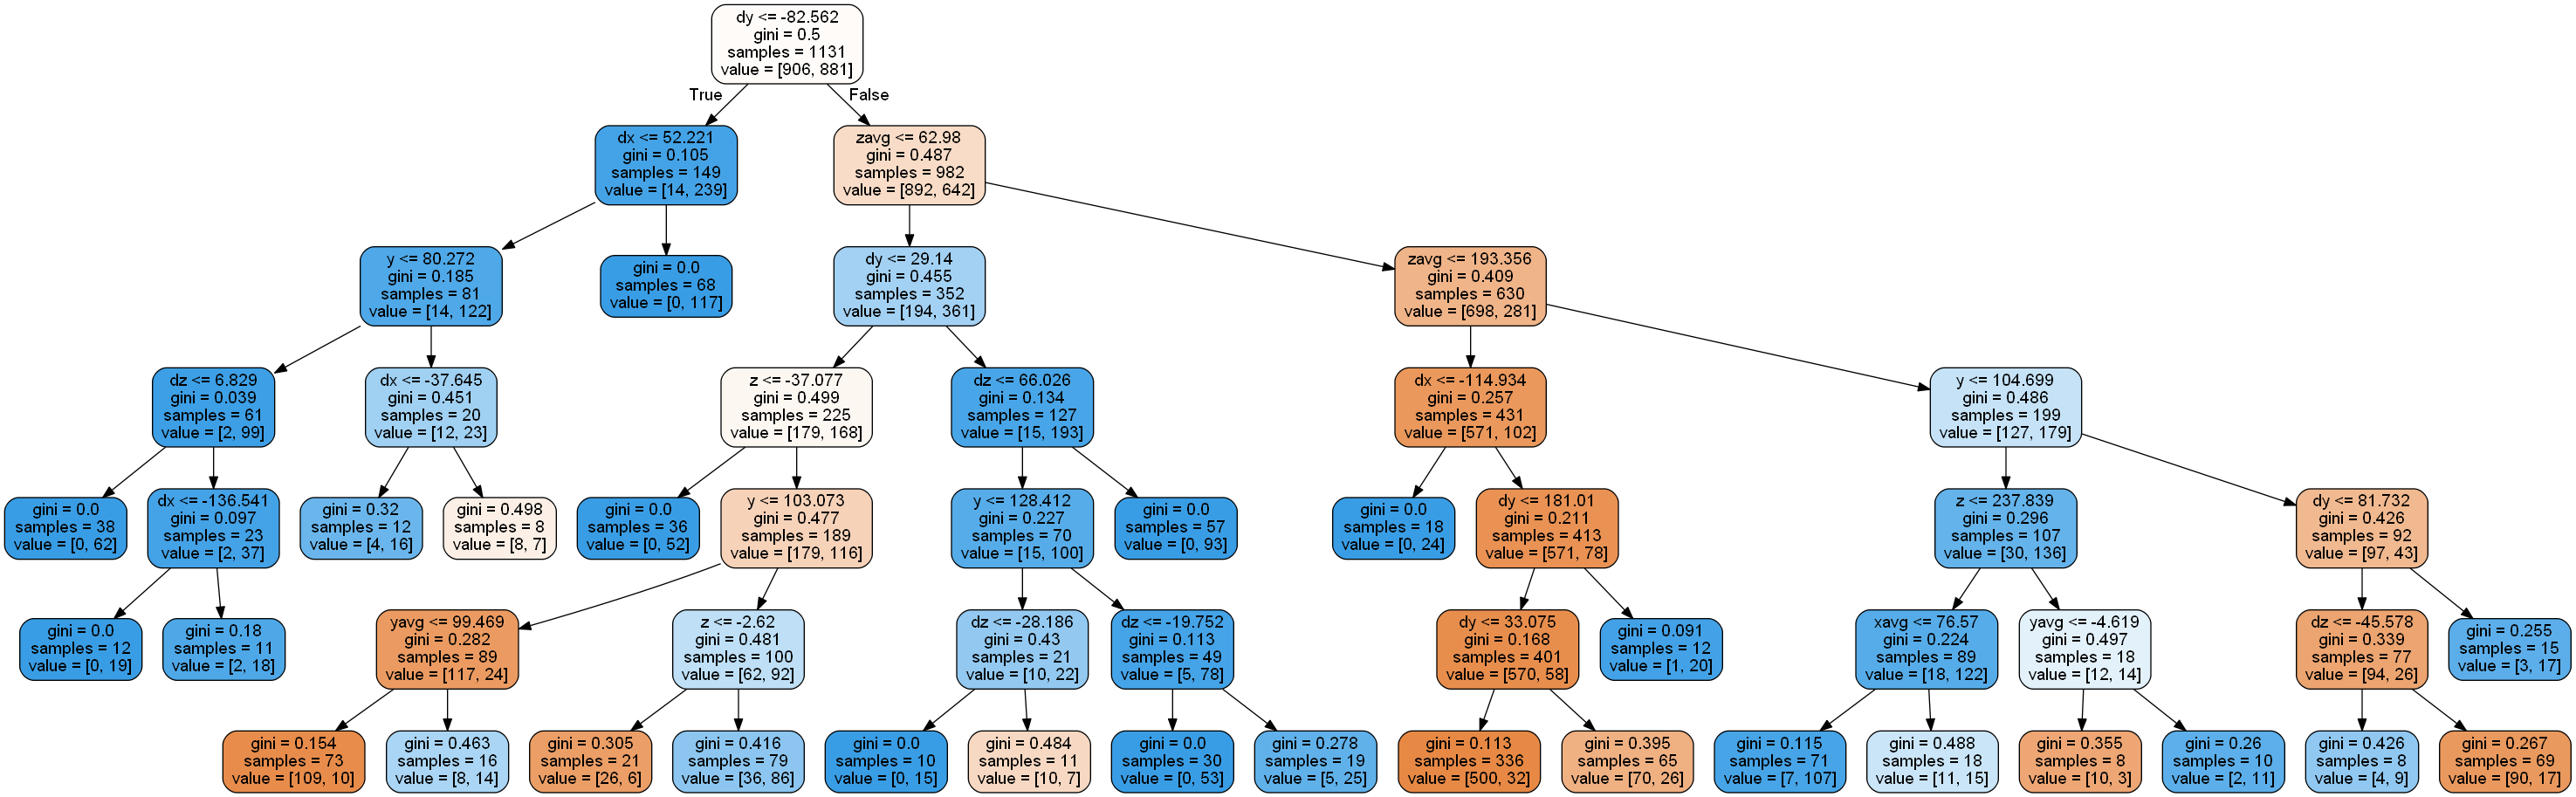 dy <= -82.562
gini = 0.5
samples = 1131
value = [906, 881]
True
False
dx <= 52.221
gini = 0.105
samples = 149
value = [14, 239]
zavg <= 62.98
gini = 0.487
samples = 982
value = [892, 642]
y <= 80.272
gini = 0.185
samples = 81
value = [14, 122]
gini = 0.0
samples = 68
value = [0, 117]
dy <= 29.14
gini = 0.455
samples = 352
value = [194, 361]
zavg <= 193.356
gini = 0.409
samples = 630
value = [698, 281]
dz <= 6.829
gini = 0.039
samples = 61
value = [2, 99]
dx <= -37.645
gini = 0.451
samples = 20
value = [12, 23]
z <= -37.077
gini = 0.499
samples = 225
value = [179, 168]
dz <= 66.026
gini = 0.134
samples = 127
value = [15, 193]
dx <= -114.934
gini = 0.257
samples = 431
value = [571, 102]
y <= 104.699
gini = 0.486
samples = 199
value = [127, 179]
gini = 0.0
samples = 38
value = [0, 62]
dx <= -136.541
gini = 0.097
samples = 23
value = [2, 37]
gini = 0.32
samples = 12
value = [4, 16]
gini = 0.498
samples = 8
value = [8, 7]
gini = 0.0
samples = 36
value = [0, 52]
y <= 103.073
gini = 0.477
samples = 189
value = [179, 116]
y <= 128.412
gini = 0.227
samples = 70
value = [15, 100]
gini = 0.0
samples = 57
value = [0, 93]
gini = 0.0
samples = 18
value = [0, 24]
dy <= 181.01
gini = 0.211
samples = 413
value = [571, 78]
z <= 237.839
gini = 0.296
samples = 107
value = [30, 136]
dy <= 81.732
gini = 0.426
samples = 92
value = [97, 43]
gini = 0.0
samples = 12
value = [0, 19]
gini = 0.18
samples = 11
value = [2, 18]
yavg <= 99.469
gini = 0.282
samples = 89
value = [117, 24]
z <= -2.62
gini = 0.481
samples = 100
value = [62, 92]
dz <= -28.186
gini = 0.43
samples = 21
value = [10, 22]
dz <= -19.752
gini = 0.113
samples = 49
value = [5, 78]
dy <= 33.075
gini = 0.168
samples = 401
value = [570, 58]
gini = 0.091
samples = 12
value = [1, 20]
xavg <= 76.57
gini = 0.224
samples = 89
value = [18, 122]
yavg <= -4.619
gini = 0.497
samples = 18
value = [12, 14]
dz <= -45.578
gini = 0.339
samples = 77
value = [94, 26]
gini = 0.255
samples = 15
value = [3, 17]
gini = 0.154
samples = 73
value = [109, 10]
gini = 0.463
samples = 16
value = [8, 14]
gini = 0.305
samples = 21
value = [26, 6]
gini = 0.416
samples = 79
value = [36, 86]
gini = 0.0
samples = 10
value = [0, 15]
gini = 0.484
samples = 11
value = [10, 7]
gini = 0.0
samples = 30
value = [0, 53]
gini = 0.278
samples = 19
value = [5, 25]
gini = 0.113
samples = 336
value = [500, 32]
gini = 0.395
samples = 65
value = [70, 26]
gini = 0.115
samples = 71
value = [7, 107]
gini = 0.488
samples = 18
value = [11, 15]
gini = 0.355
samples = 8
value = [10, 3]
gini = 0.26
samples = 10
value = [2, 11]
gini = 0.426
samples = 8
value = [4, 9]
gini = 0.267
samples = 69
value = [90, 17]